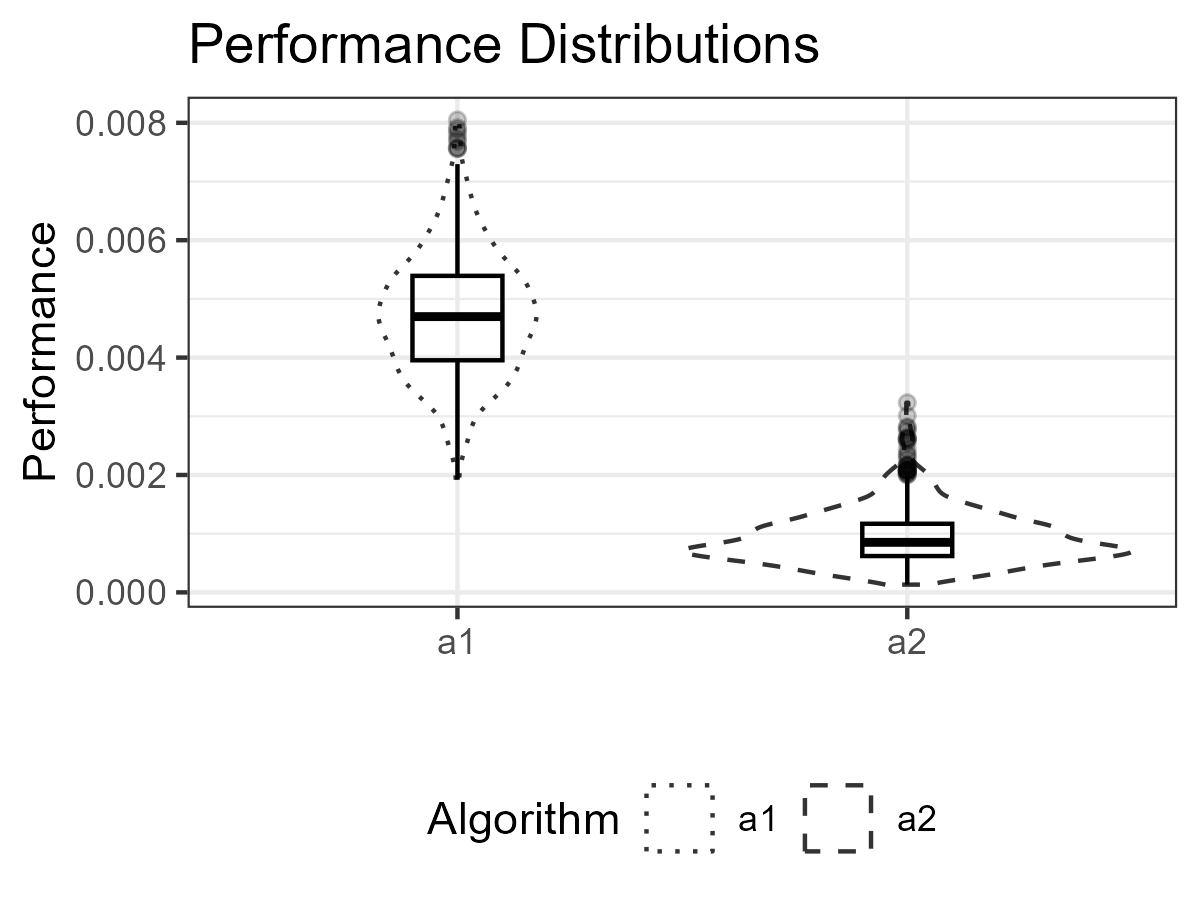 Performance Distributions
Performance
0.008
0.006
0.004
0.002
0.000
a1 a2
Algorithm a1 a2